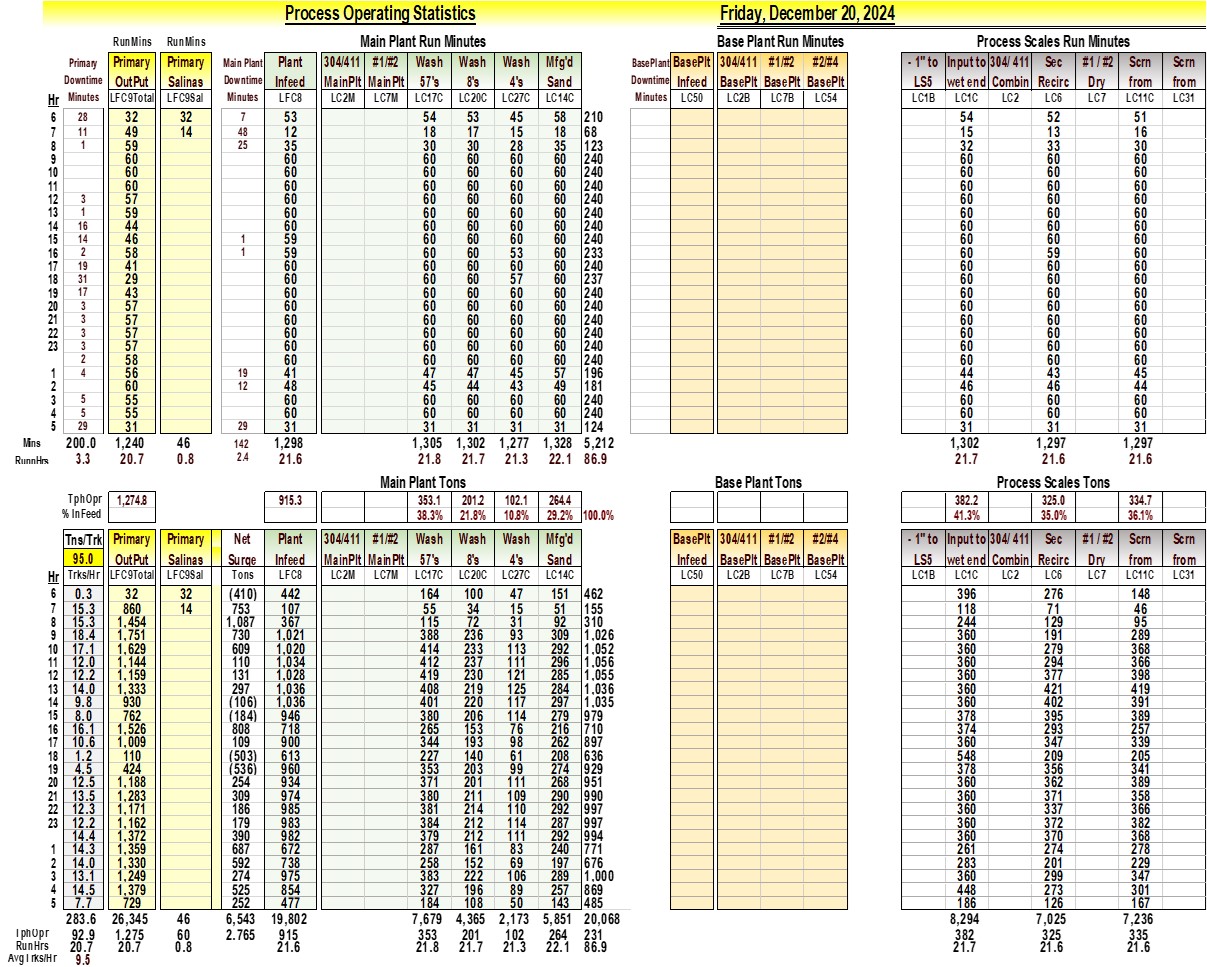 Process Operating Statistics Friday, December 20, 2024
RunMins RunMins Main Plant Run Minutes Base Plant Run Minutes Process Scales Run Minutes
Primary Primary Primary Main Plant Plant 304/411 #1/#2 Wash Wash Wash Mfg'd BasePlant BasePlt 304/411 #1/#2 #2/#4 - 1" to Input to 304/ 411 Sec #1 / #2 Scrn Scrn
Downtime OutPut Salinas Downtime Infeed MainPlt MainPlt 57's 8's 4's Sand Downtime Infeed BasePlt BasePlt BasePlt LS5 wet end Combin Recirc Dry from from
Hr Minutes LFC9Total LFC9Sal Minutes LFC8 LC2M LC7M LC17C LC20C LC27C LC14C Minutes LC50 LC2B LC7B LC54 LC1B LC1C LC2 LC6 LC7 LC11C LC31
6 28 32 32 7 53 54 53 45 58 210 54 52 51
7 11 49 14 48 12 18 17 15 18 68 15 13 16
8 1 59 25 35 30 30 28 35 123 32 33 30
9 60 60 60 60 60 60 240 60 60 60
10 60 60 60 60 60 60 240 60 60 60
11 60 60 60 60 60 60 240 60 60 60
12 3 57 60 60 60 60 60 240 60 60 60
13 1 59 60 60 60 60 60 240 60 60 60
14 16 44 60 60 60 60 60 240 60 60 60
15 14 46 1 59 60 60 60 60 240 60 60 60
16 2 58 1 59 60 60 53 60 233 60 59 60
17 19 41 60 60 60 60 60 240 60 60 60
18 31 29 60 60 60 57 60 237 60 60 60
19 17 43 60 60 60 60 60 240 60 60 60
20 3 57 60 60 60 60 60 240 60 60 60
21 3 57 60 60 60 60 60 240 60 60 60
22 3 57 60 60 60 60 60 240 60 60 60
23 3 57 60 60 60 60 60 240 60 60 60
2 58 60 60 60 60 60 240 60 60 60
1 4 56 19 41 47 47 45 57 196 44 43 45
2 60 12 48 45 44 43 49 181 46 46 44
3 5 55 60 60 60 60 60 240 60 60 60
4 5 55 60 60 60 60 60 240 60 60 60
5 29 31 29 31 31 31 31 31 124 31 31 31
Mins 200.0 1,240 46 142 1,298 1,305 1,302 1,277 1,328 5,212 1,302 1,297 1,297
RunnHrs 3.3 20.7 0.8 2.4 21.6 21.8 21.7 21.3 22.1 86.9 21.7 21.6 21.6
Main Plant Tons Base Plant Tons Process Scales Tons
TphOpr 1,274.8 915.3 353.1 201.2 102.1 264.4 382.2 325.0 334.7
% InFeed 38.3% 21.8% 10.8% 29.2% 100.0% 41.3% 35.0% 36.1%
Tns/Trk Primary Primary Net Plant 304/411 #1/#2 Wash Wash Wash Mfg'd BasePlt 304/411 #1/#2 #2/#4 - 1" to Input to 304/ 411 Sec #1 / #2 Scrn Scrn
95.0 OutPut Salinas Surge Infeed MainPlt MainPlt 57's 8's 4's Sand Infeed BasePlt BasePlt BasePlt LS5 wet end Combin Recirc Dry from from
Hr Trks/Hr LFC9Total LFC9Sal Tons LFC8 LC2M LC7M LC17C LC20C LC27C LC14C LC50 LC2B LC7B LC54 LC1B LC1C LC2 LC6 LC7 LC11C LC31
6 0.3 32 32 (410) 442 164 100 47 151 462 396 276 148
7 15.3 860 14 753 107 55 34 15 51 155 118 71 46
8 15.3 1,454 1,087 367 115 72 31 92 310 244 129 95
9 18.4 1,751 730 1,021 388 236 93 309 1,026 360 191 289
10 17.1 1,629 609 1,020 414 233 113 292 1,052 360 279 368
11 12.0 1,144 110 1,034 412 237 111 296 1,056 360 294 366
12 12.2 1,159 131 1,028 419 230 121 285 1,055 360 377 398
13 14.0 1,333 297 1,036 408 219 125 284 1,036 360 421 419
14 9.8 930 (106) 1,036 401 220 117 297 1,035 360 402 391
15 8.0 762 (184) 946 380 206 114 279 979 378 395 389
16 16.1 1,526 808 718 265 153 76 216 710 374 293 257
17 10.6 1,009 109 900 344 193 98 262 897 360 347 339
18 1.2 110 (503) 613 227 140 61 208 636 548 209 205
19 4.5 424 (536) 960 353 203 99 274 929 378 356 341
20 12.5 1,188 254 934 371 201 111 268 951 360 362 389
21 13.5 1,283 309 974 380 211 109 290 990 360 371 358
22 12.3 1,171 186 985 381 214 110 292 997 360 337 366
23 12.2 1,162 179 983 384 212 114 287 997 360 372 382
14.4 1,372 390 982 379 212 111 292 994 360 370 368
1 14.3 1,359 687 672 287 161 83 240 771 261 274 278
2 14.0 1,330 592 738 258 152 69 197 676 283 201 229
3 13.1 1,249 274 975 383 222 106 289 1,000 360 299 347
4 14.5 1,379 525 854 327 196 89 257 869 448 273 301
5 7.7 729 252 477 184 108 50 143 485 186 126 167
283.6 26,345 46 6,543 19,802 7,679 4,365 2,173 5,851 20,068 8,294 7,025 7,236
TphOpr 92.9 1.275 60 2.765 915 353 201 102 264 231 382 325 335
RunHrs 20.7 20.7 0.8 21.6 21.8 21.7 21.3 22.1 86.9 21.7 21.6 21.6
AvgTrks/Hr 9.5